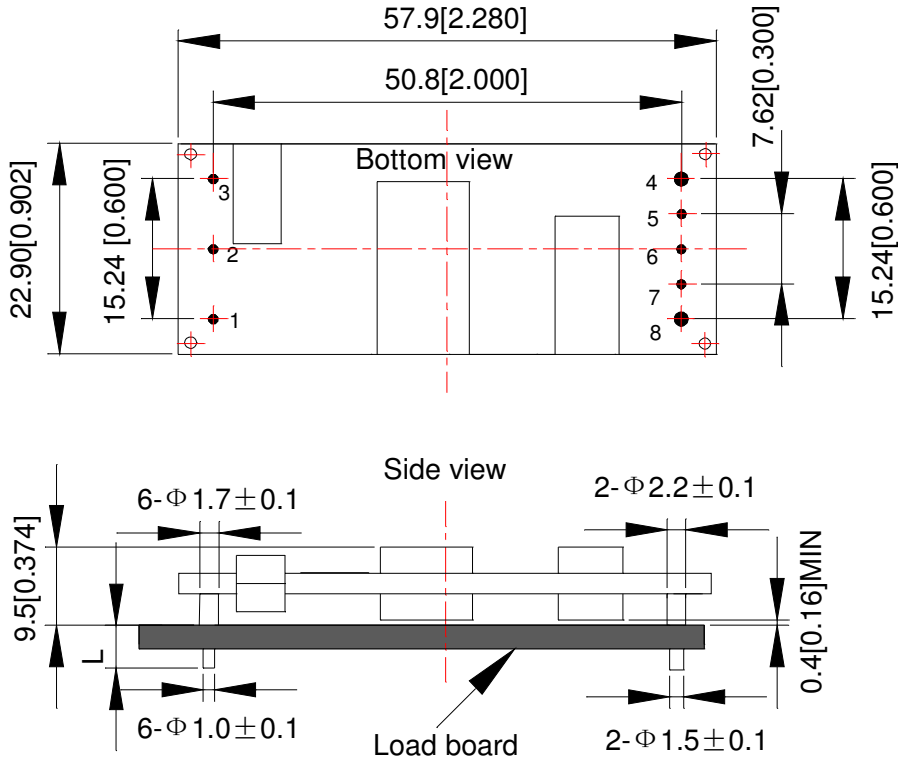 57.9[2.280]
50.8[2.000]
7.62[0.300]
Bottom view
22.90[0.902]
15.24 [0.600]
3
2
1
4
5
6
7
8
15.24[0.600]
Side view
6-Φ1.7±0.1
2-Φ2.2±0.1
9.5[0.374]
L
0.4[0.16]MIN
6-Φ1.0±0.1
Load board
2-Φ1.5±0.1